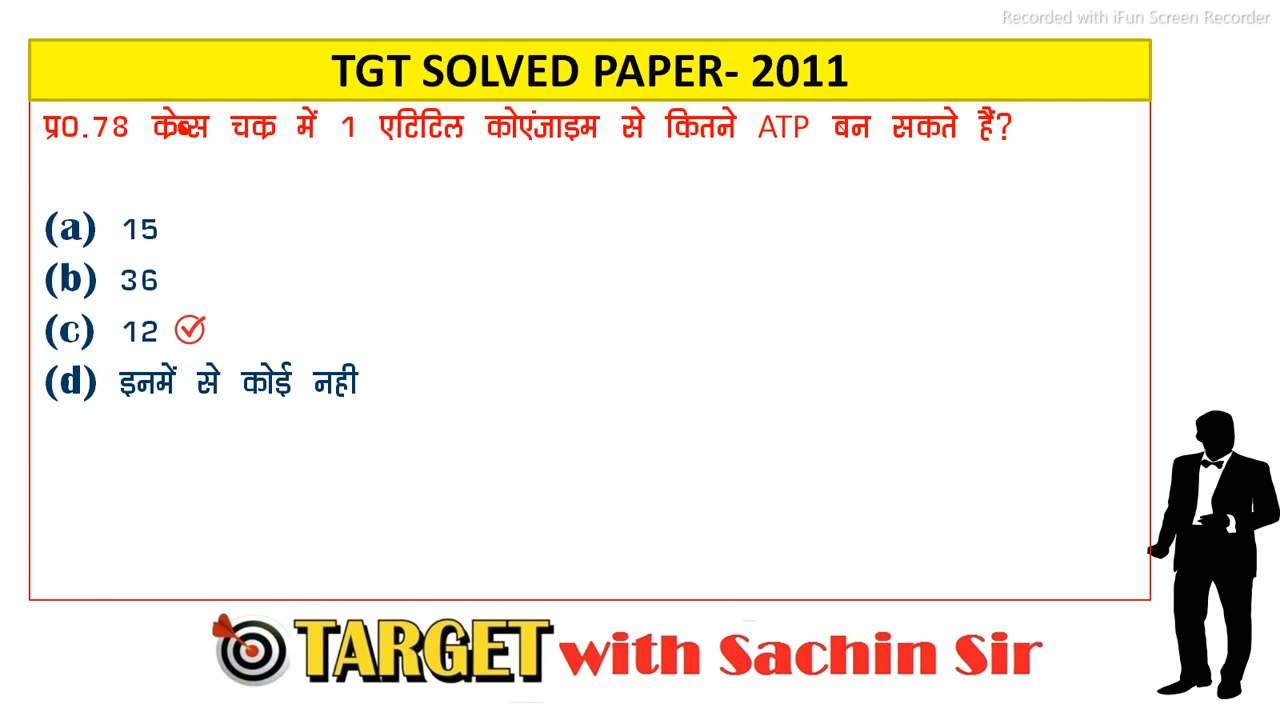 Recorded with iFun Screen Recorder
TGT SOLVED PAPER- 2011
प्र0.78 क्रेब्स चक्र में 1 एटिटिल कोएंजाइम से कितने ATP बन सकते हैं?
(a) 15
(b) 36
(c) 12
(d) इनमें से कोई नही
TARGET with Sachin Sir